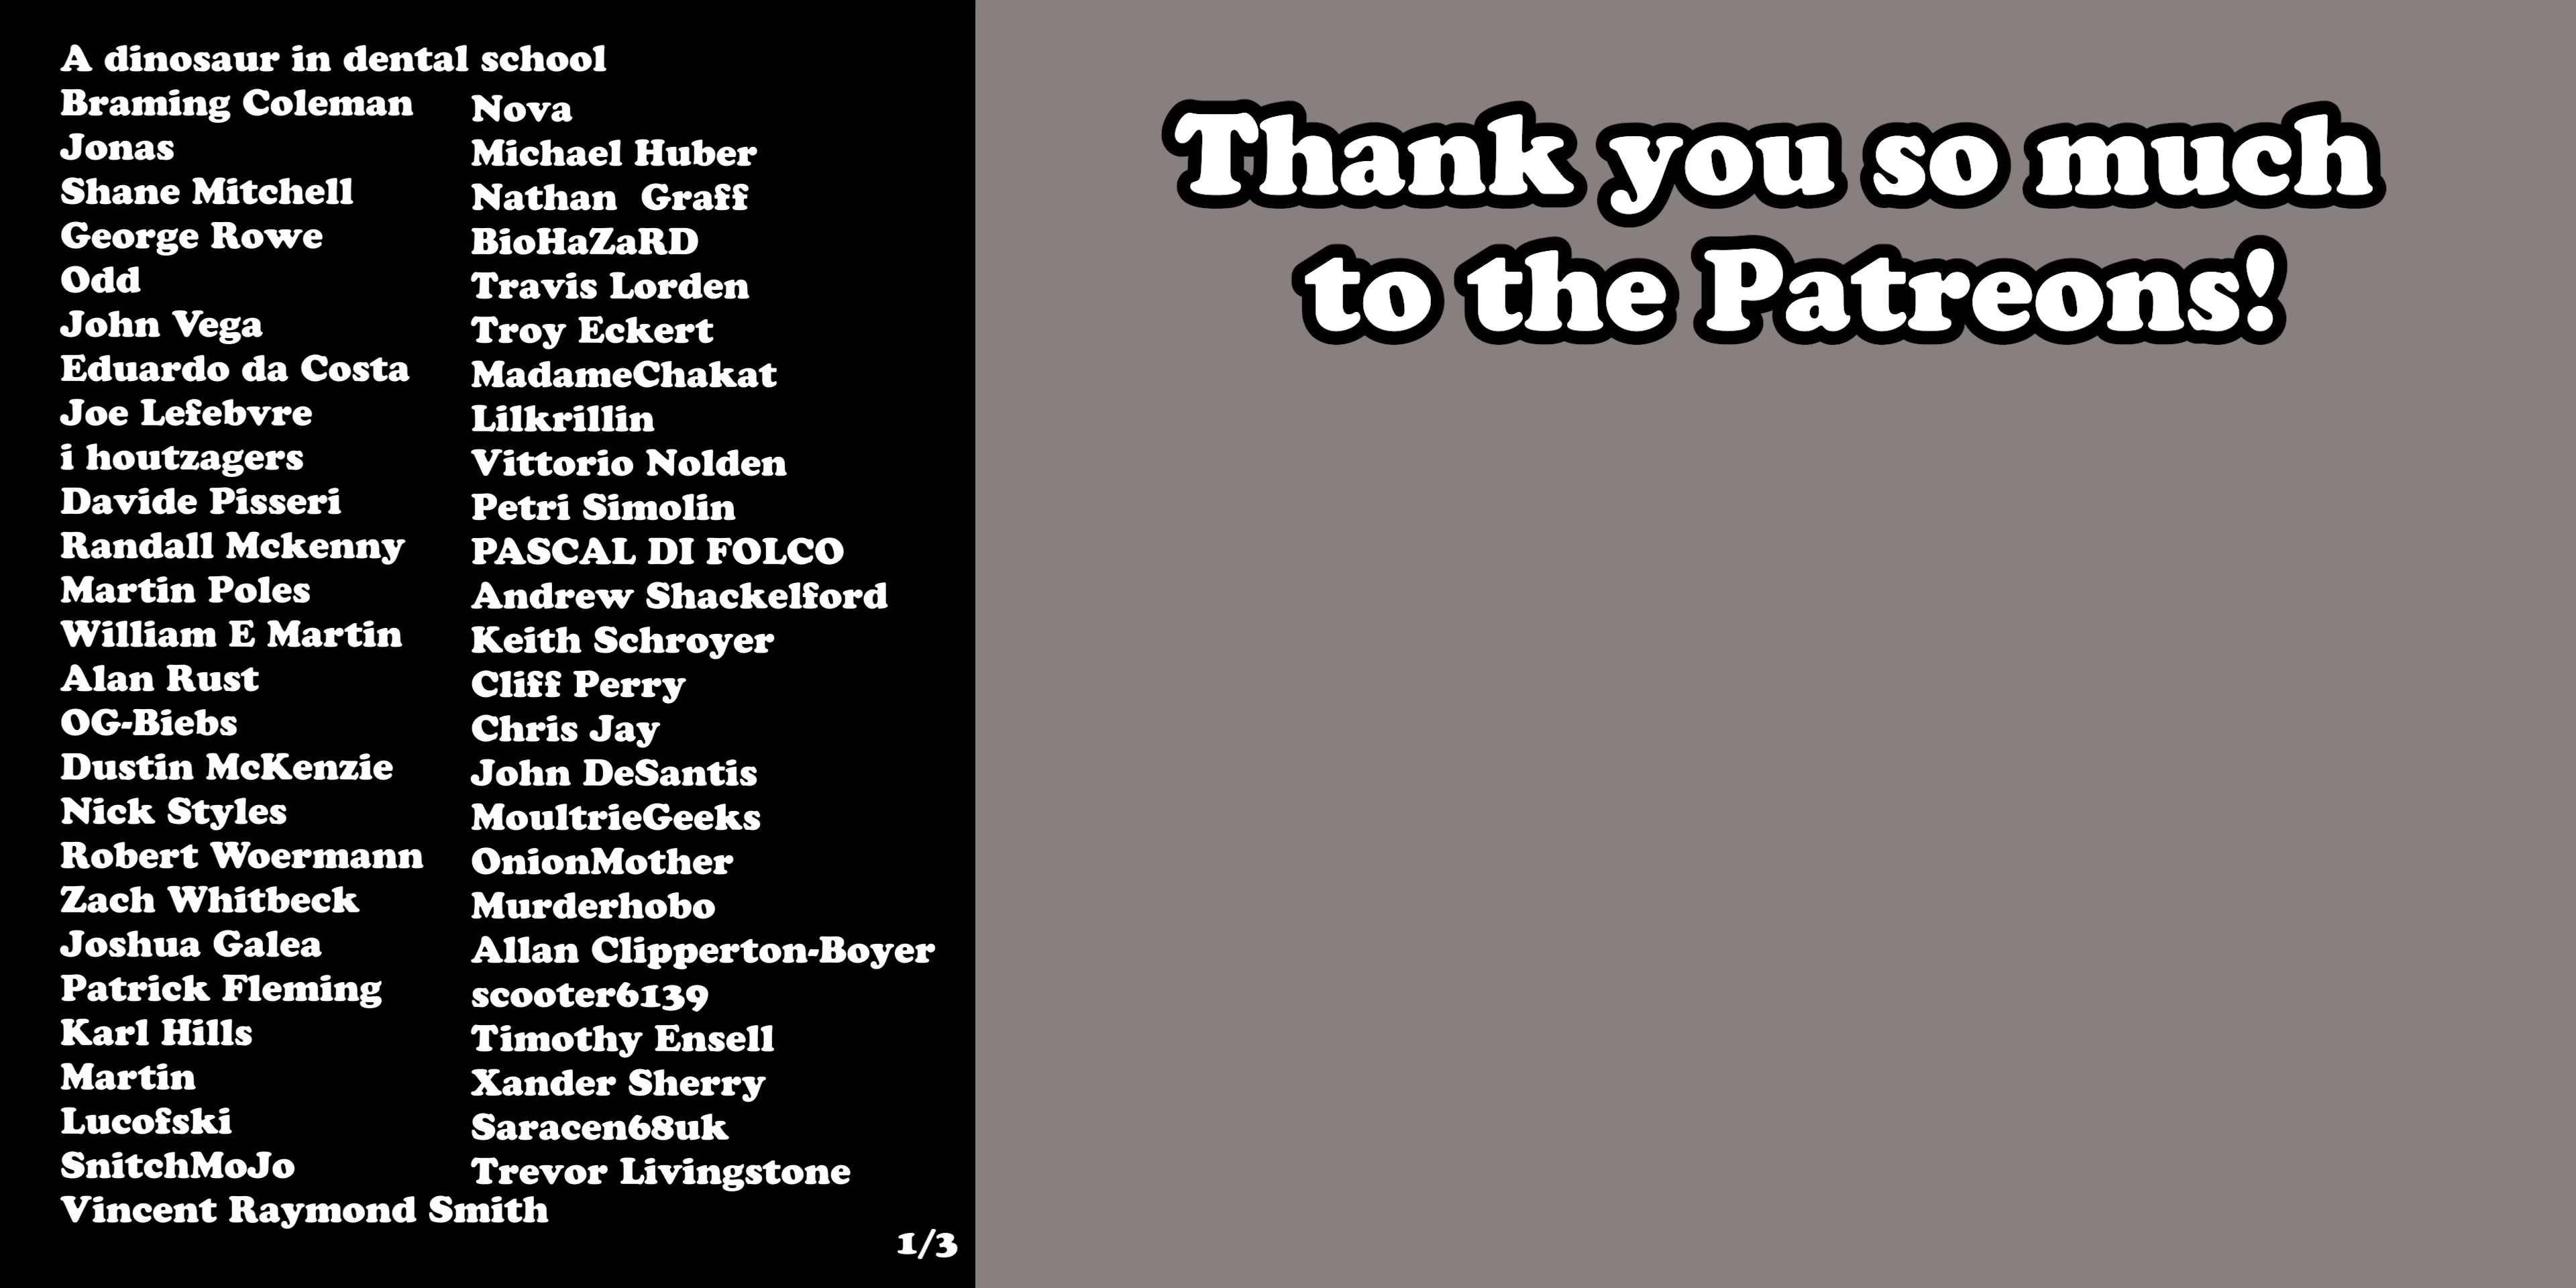 A dinosaur in dental school
Braming Coleman
Jonas
Shane Mitchell
George Rowe
Odd
John Vega
Eduardo da Costa
Joe Lefebvre
i houtzagers
Davide Pisseri
Randall Mckenny
Martin Poles
William E Martin
Alan Rust
OG-Biebs
Dustin McKenzie
Nick Styles
Robert Woermann
Zach Whitbeck
Joshua Galea
Patrick Fleming
Karl Hills
Martin
Lucofski
SnitchMoJo
Vincent Raymond Smith
Nova
Michael Huber
Nathan  Graff
BioHaZaRD
Travis Lorden
Troy Eckert
MadameChakat
Lilkrillin
Vittorio Nolden
Petri Simolin
PASCAL DI FOLCO
Andrew Shackelford
Keith Schroyer
Cliff Perry
Chris Jay
John DeSantis
MoultrieGeeks
OnionMother
Murderhobo
Allan Clipperton-Boyer
scooter6139
Timothy Ensell
Xander Sherry
Saracen68uk
Trevor Livingstone
1/3
Thank you so much
to the Patreons!